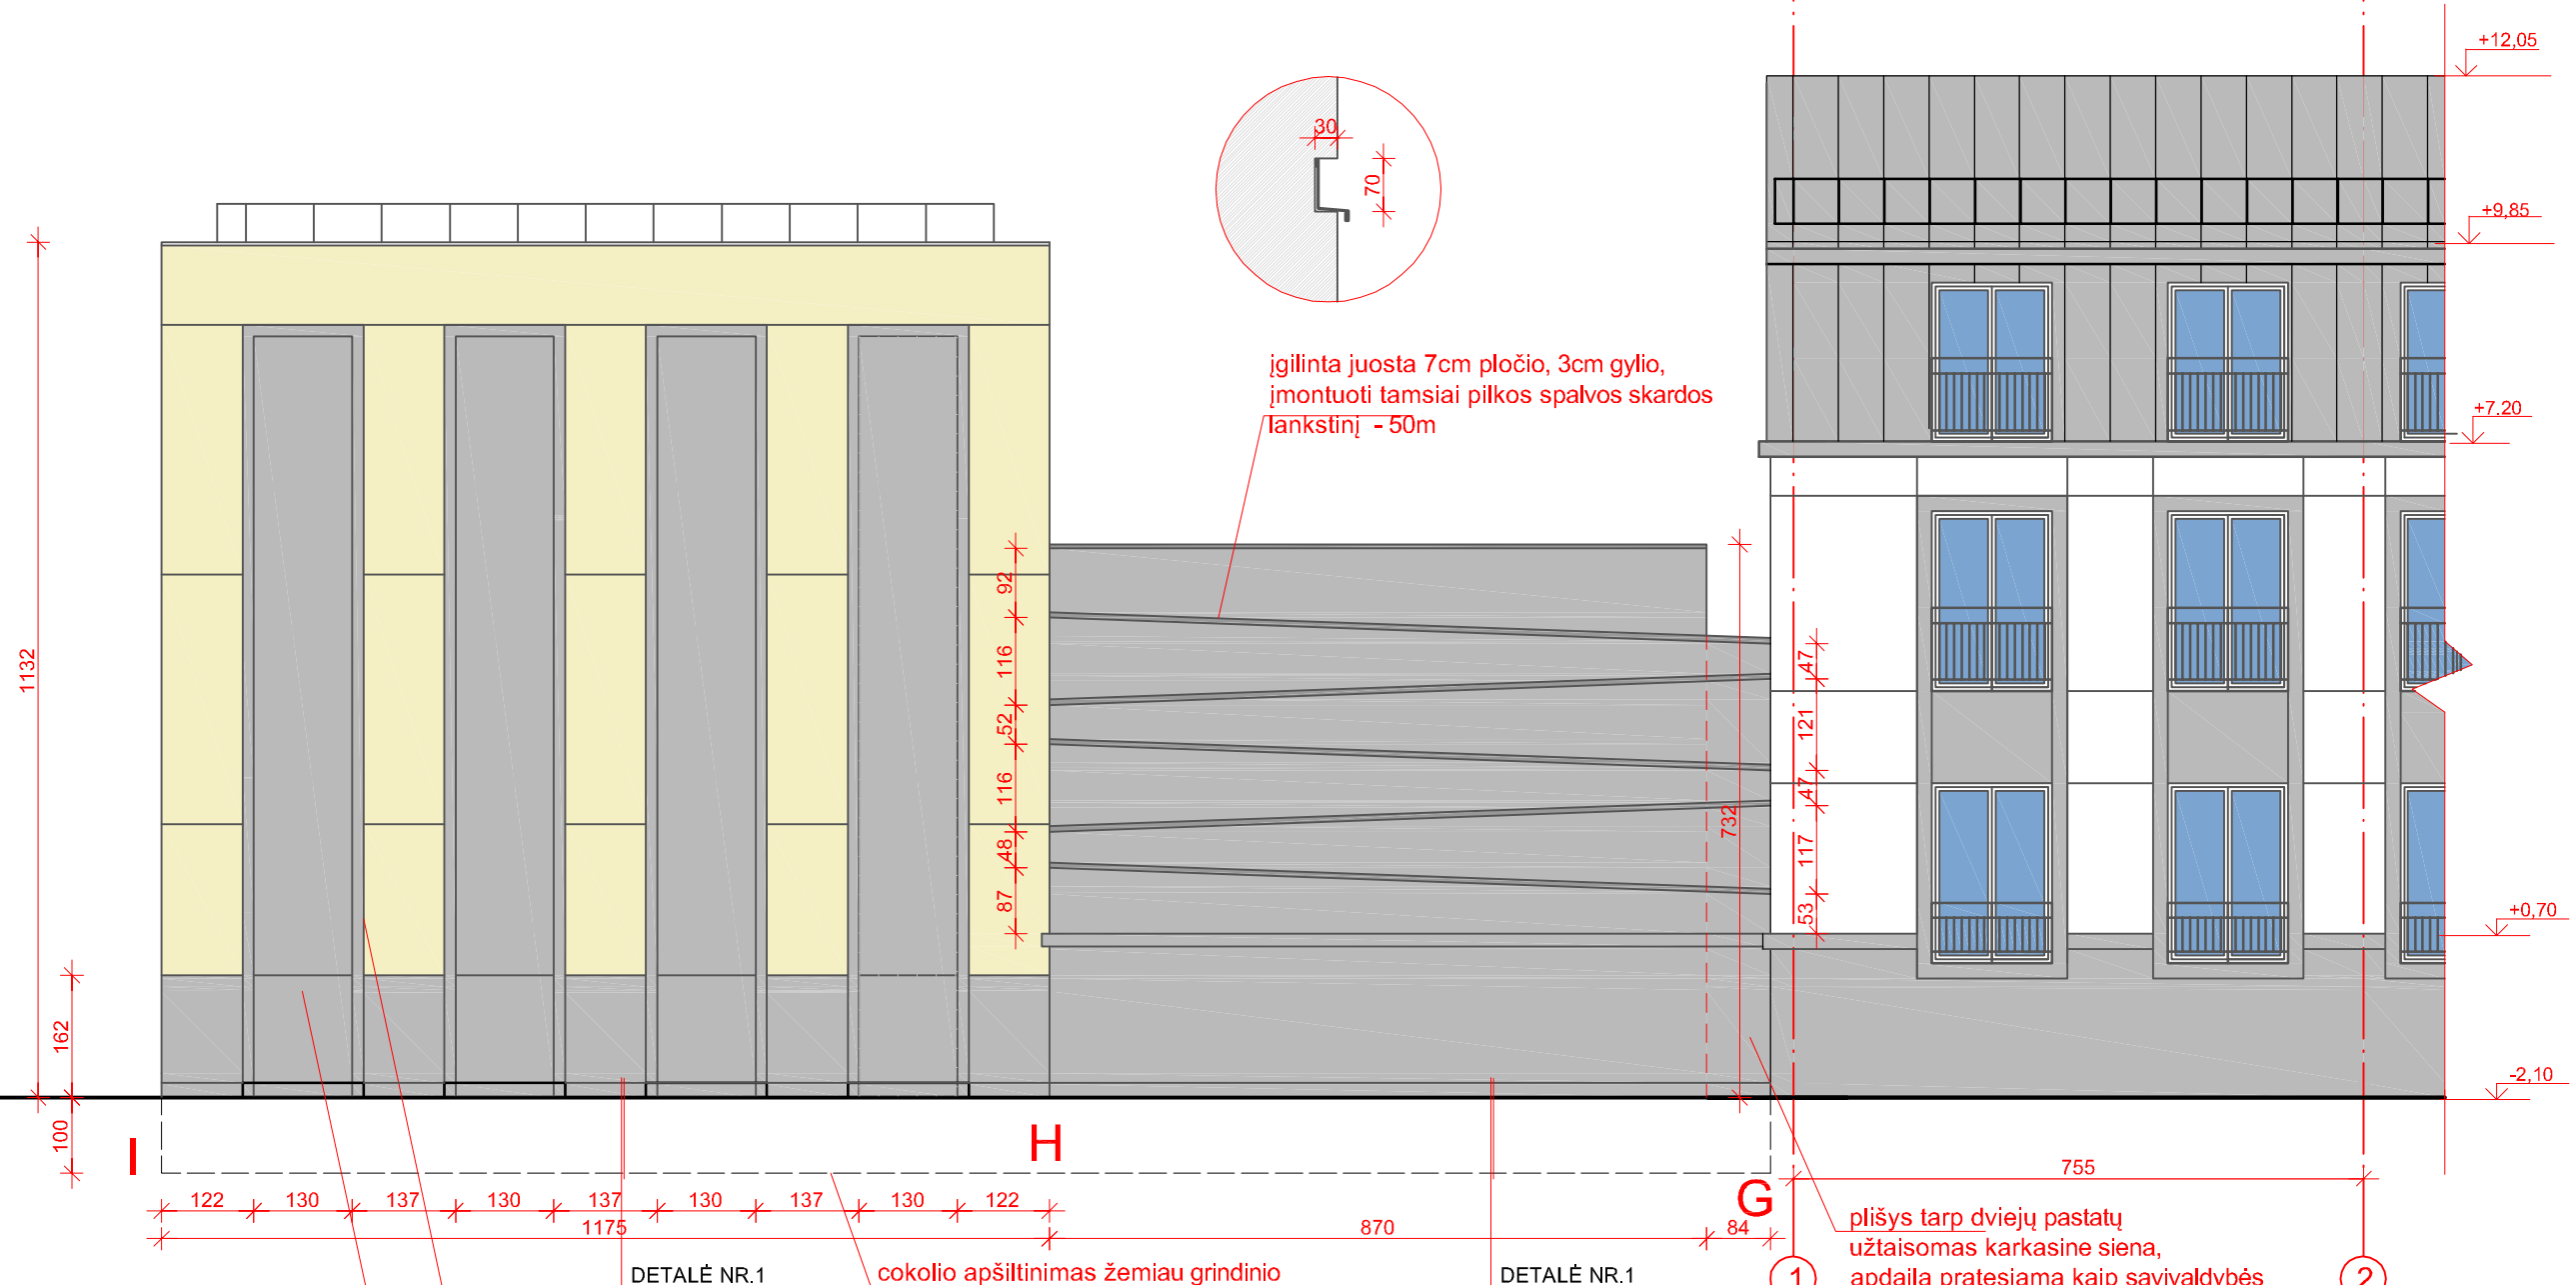 +12,05
30
70
+9,85
įgilinta juosta 7cm pločio, 3cm gylio,
įmontuoti tamsiai pilkos spalvos skardos
lankstinį - 50m
+7.20
1132
92
116
52
116
48
87
732
47
121
47
117
53
+0,70
162
100
-2,10
I
H
G
755
122 130 137 130 137 130 137 130 122
1175
870
84
plišys tarp dviejų pastatų
užtaisomas karkasine siena,
apdaila pratęsiama kaip savivaldybės
DETALĖ NR.1
cokolio apšiltinimas žemiau grindinio
DETALĖ NR.1
1
2